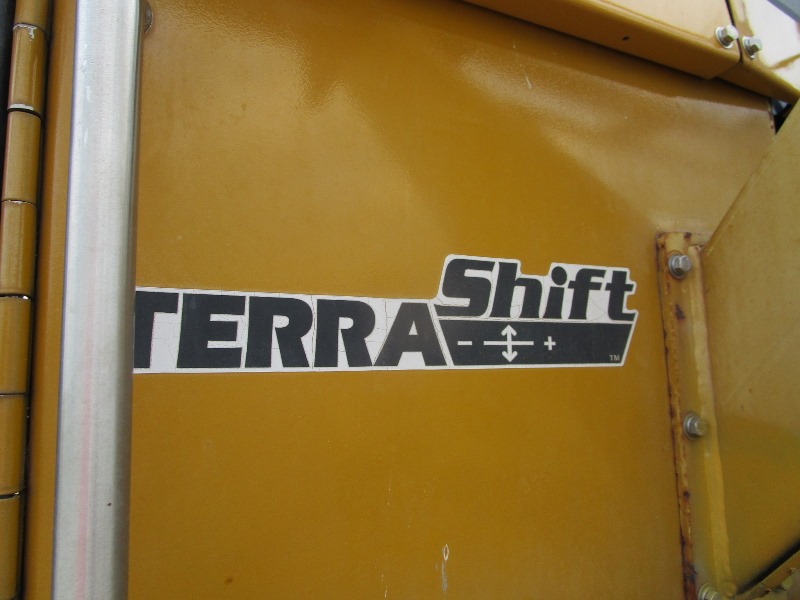 TERRA Shift
- +
TM